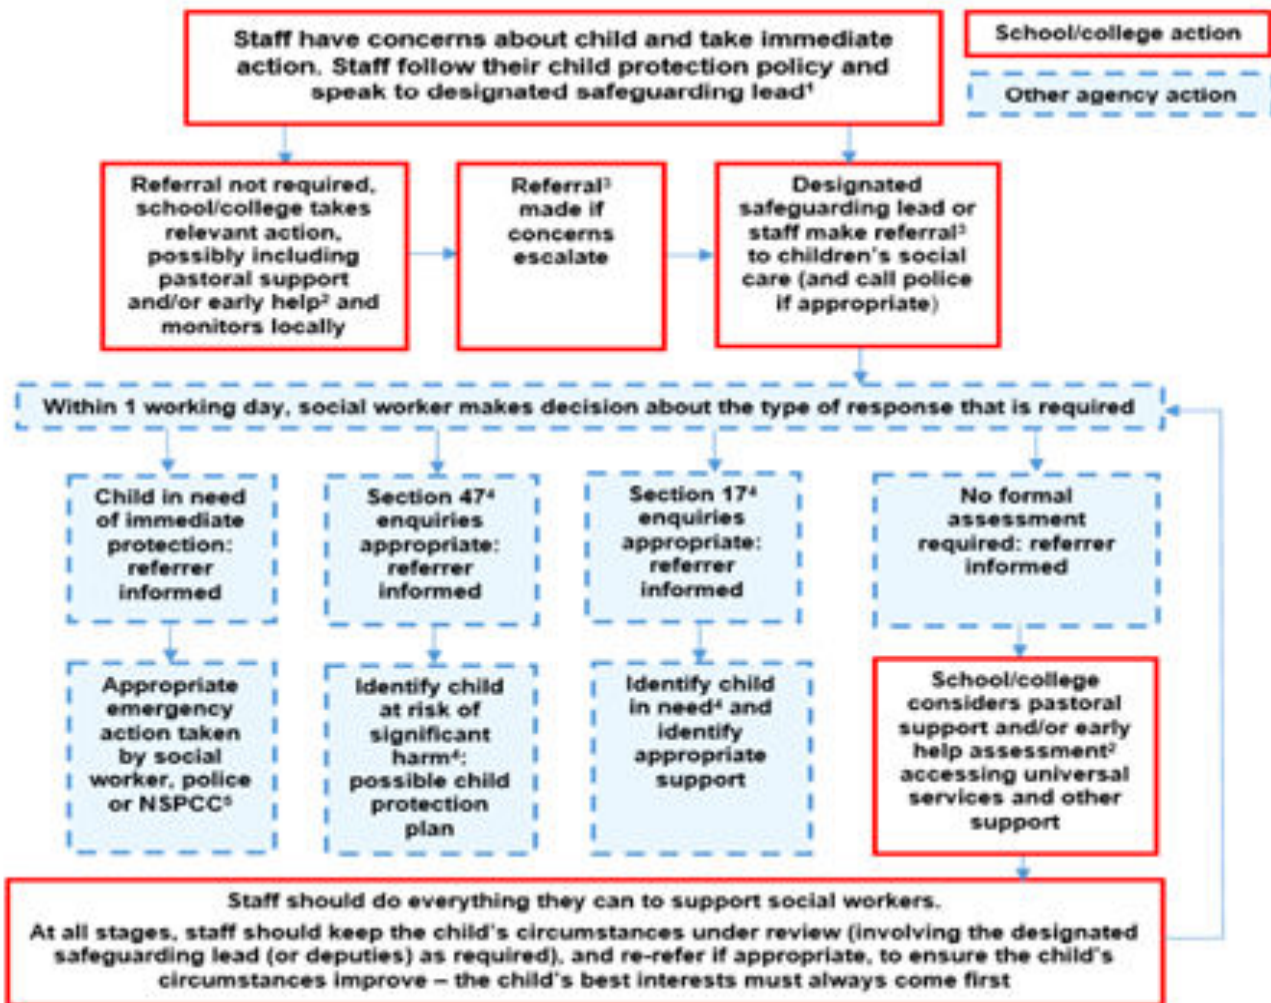 Staff have concerns about child and take immediate
action. Staff follow their child protection policy and
speak to designated safeguarding lead¹
School/college action
Other agency action
Referral not required,
school/college takes
relevant action,
possibly including
pastoral support
and/or early help² and
monitors locally
Referral³
made if
concerns
escalate
Designated
safeguarding lead or
staff make referral³
to children's social
care (and call police
if appropriate)
Within 1 working day, social worker makes decision about the type of response that is required
Child in need
of immediate
protection:
referrer
informed
Section 47⁴
enquiries
appropriate:
referrer
informed
Section 17⁴
enquiries
appropriate:
referrer
informed
No formal
assessment
required: referrer
informed
Appropriate
emergency
action taken
by social
worker, police
or NSPCC⁵
Identify child
at risk of
significant
harm⁴:
possible child
protection
plan
Identify child
in need⁴ and
identify
appropriate
support
School/college
considers pastoral
support and/or early
help assessment²
accessing universal
services and other
support
Staff should do everything they can to support social workers.
At all stages, staff should keep the child's circumstances under review (involving the designated
safeguarding lead (or deputies) as required), and re-refer if appropriate, to ensure the child's
circumstances improve – the child's best interests must always come first